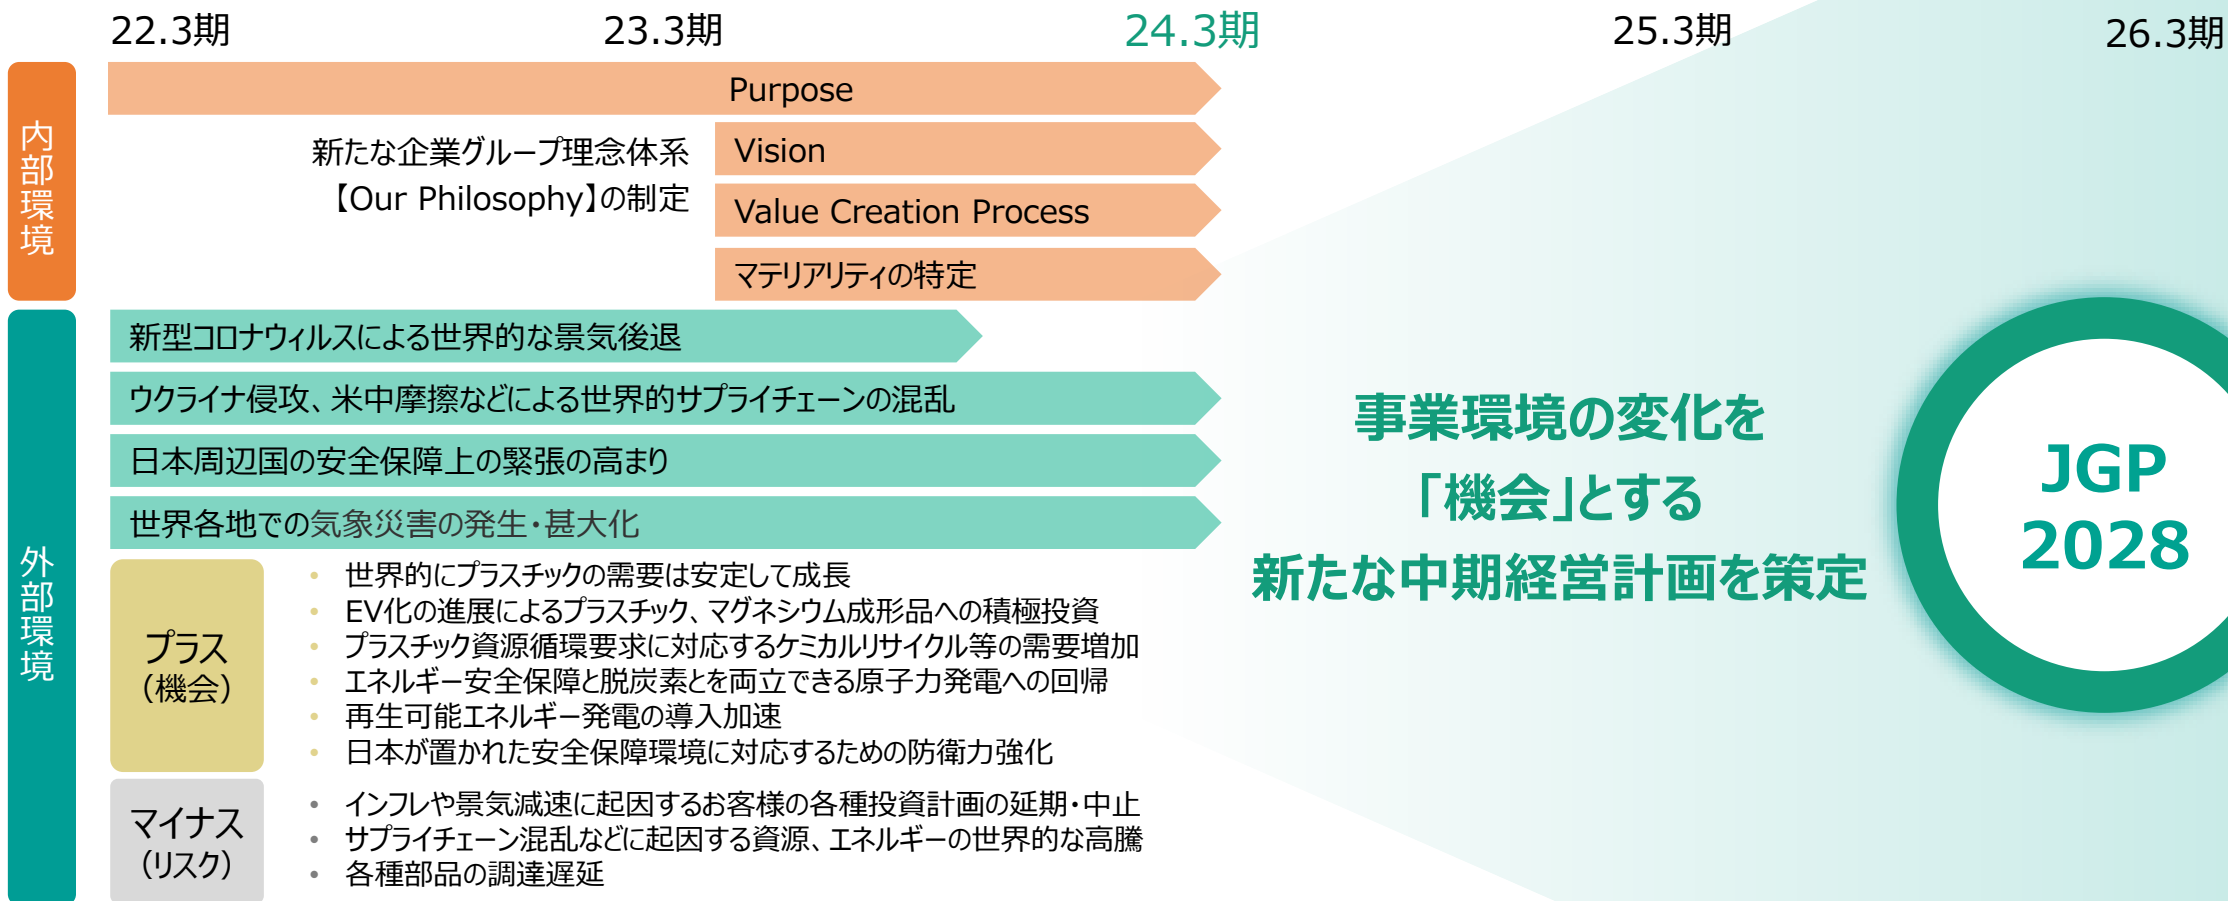 22.3期 23.3期 24.3期 25.3期 26.3期
内部環境
Purpose
新たな企業グループ理念体系
【Our Philosophy】の制定
Vision
Value Creation Process
マテリアリティの特定
外部環境
新型コロナウィルスによる世界的な景気後退
ウクライナ侵攻、米中摩擦などによる世界的サプライチェーンの混乱
日本周辺国の安全保障上の緊張の高まり
世界各地での気象災害の発生・甚大化
プラス
（機会）
• 世界的にプラスチックの需要は安定して成長
• EV化の進展によるプラスチック、マグネシウム成形品への積極投資
• プラスチック資源循環要求に対応するケミカルリサイクル等の需要増加
• エネルギー安全保障と脱炭素とを両立できる原子力発電への回帰
• 再生可能エネルギー発電の導入加速
• 日本が置かれた安全保障環境に対応するための防衛力強化
マイナス
（リスク）
• インフレや景気減速に起因するお客様の各種投資計画の延期・中止
• サプライチェーン混乱などに起因する資源、エネルギーの世界的な高騰
• 各種部品の調達遅延
事業環境の変化を
「機会」とする
新たな中期経営計画を策定
JGP
2028